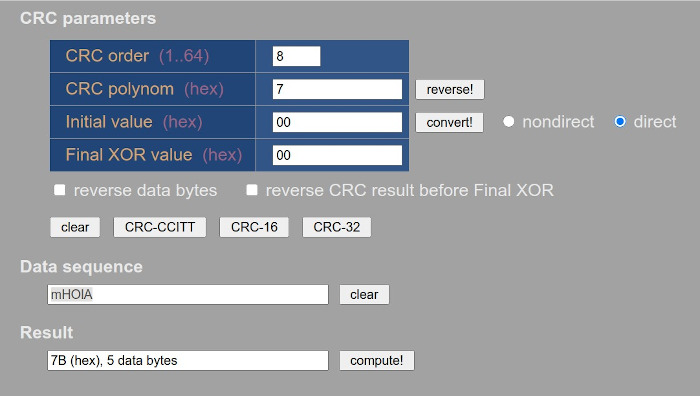 CRC parameters
CRC order (1..64) 8
CRC polynom (hex) 7 reverse!
Initial value (hex) 00 convert! nondirect direct
Final XOR value (hex) 00
reverse data bytes reverse CRC result before Final XOR
clear CRC-CCITT CRC-16 CRC-32
Data sequence
mHOIA clear
Result
7B (hex), 5 data bytes compute!